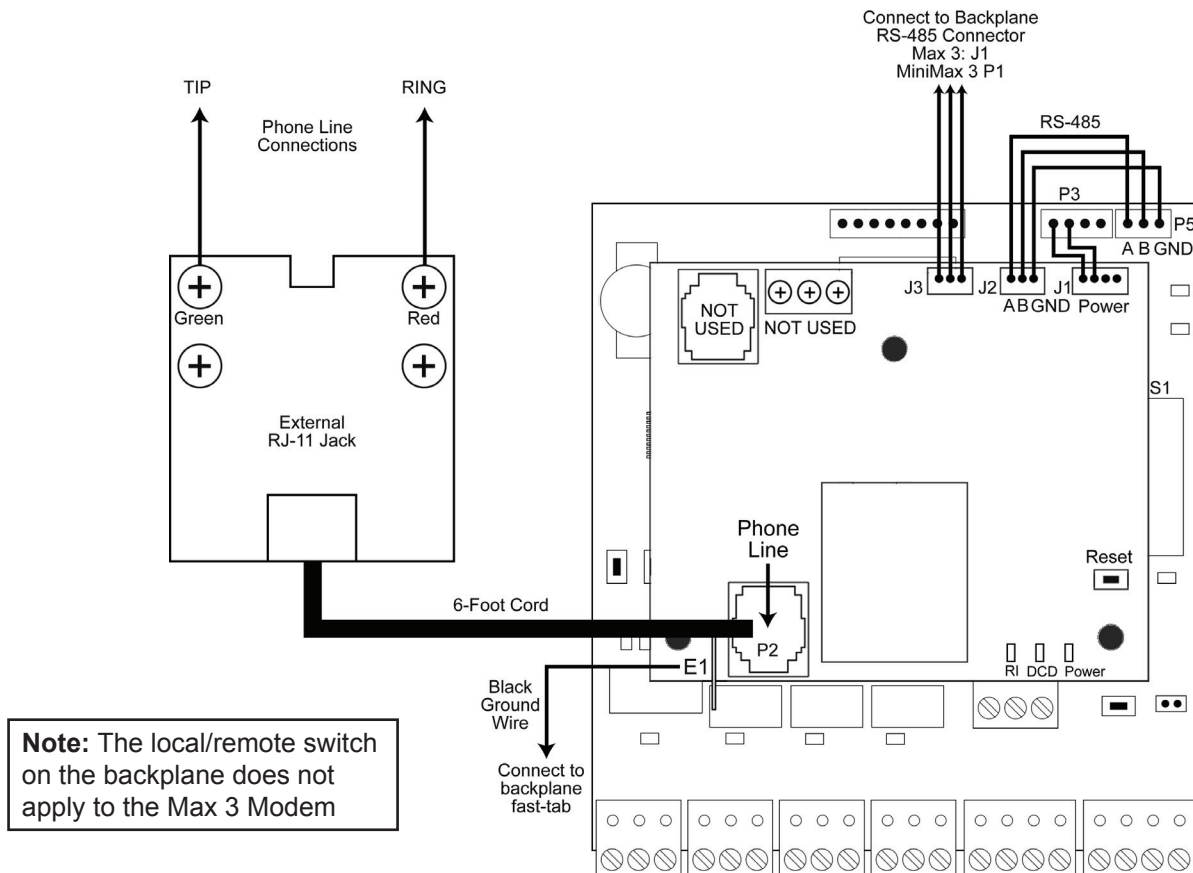 Connect to Backplane
RS-485 Connector
Max 3: J1
MiniMax 3 P1
TIP
RING
Phone Line
Connections
RS-485
P3
P5
A B GND
Green
Red
External
RJ-11 Jack
NOT
USED
NOT USED
J3
J2
A B GND
J1
Power
S1
Phone
Line
Reset
6-Foot Cord
P2
E1
RI
DCD
Power
Black
Ground
Wire
Connect to
backplane
fast-tab
Note: The local/remote switch
on the backplane does not
apply to the Max 3 Modem